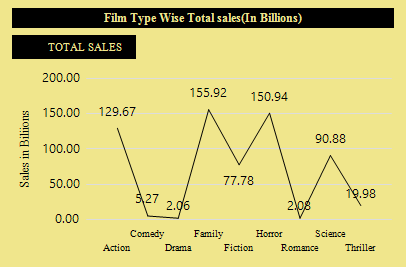 Film Type Wise Total sales(In Billions)
TOTAL SALES
Sales in Biliions
200.00
150.00
100.00
50.00
0.00
129.67
5.27
2.06
155.92
77.78
150.94
2.08
90.88
19.98
Comedy Family Horror Science
Action Drama Fiction Romance Thriller